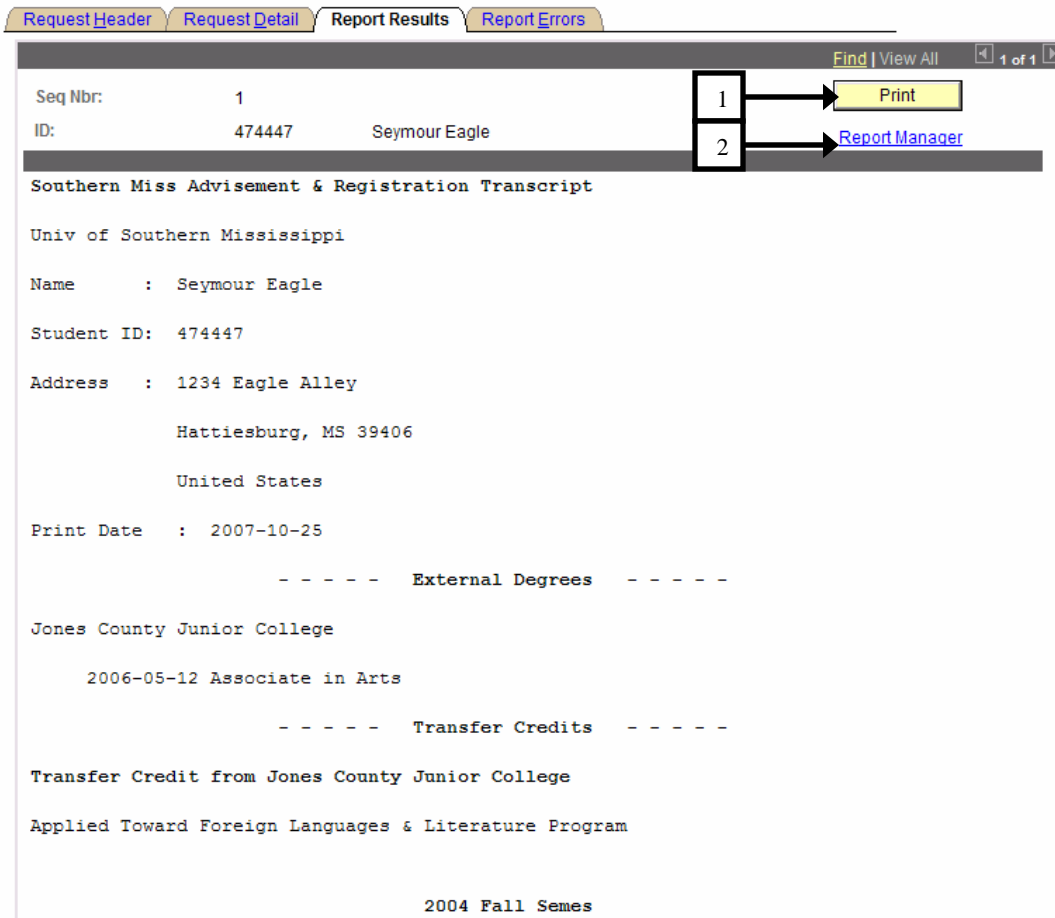 Request Header Request Detail Report Results Report Errors
Find | View All 1 of 1
Seq Nbr: 1 1 Print
ID: 474447 Seymour Eagle 2 Report Manager
Southern Miss Advisement & Registration Transcript
Univ of Southern Mississippi
Name : Seymour Eagle
Student ID: 474447
Address : 1234 Eagle Alley
Hattiesburg, MS 39406
United States
Print Date : 2007-10-25
- - - - - External Degrees - - - - -
Jones County Junior College
2006-05-12 Associate in Arts
- - - - - Transfer Credits - - - - -
Transfer Credit from Jones County Junior College
Applied Toward Foreign Languages & Literature Program
2004 Fall Semes